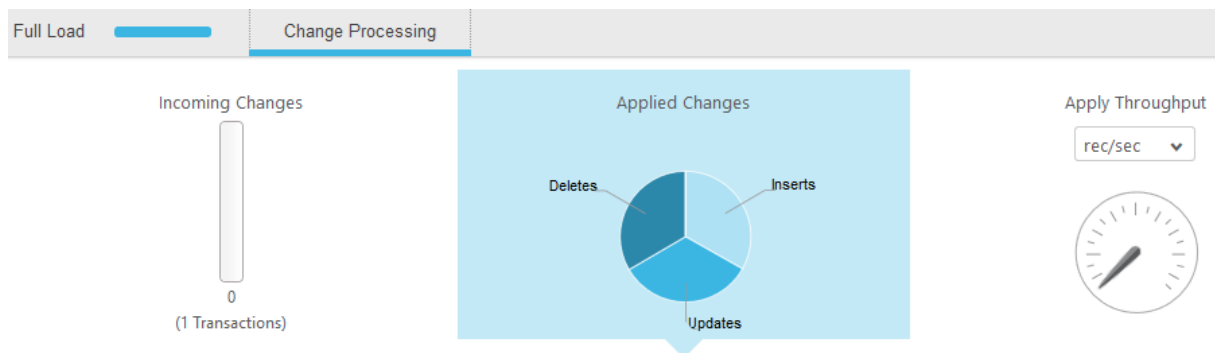 Full Load
Change Processing
Incoming Changes
0
(1 Transactions)
Applied Changes
Deletes
Inserts
Updates
Apply Throughput
rec/sec